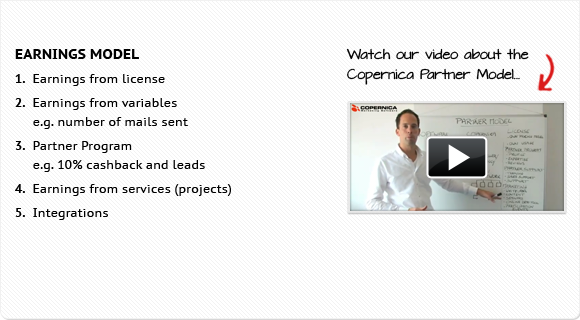 EARNINGS MODEL
1. Earnings from license
2. Earnings from variables
e.g. number of mails sent
3. Partner Program
e.g. 10% cashback and leads
4. Earnings from services (projects)
5. Integrations
Watch our video about the
Copernica Partner Model...
COPERNICA
PARTNER MODEL
LICENSE